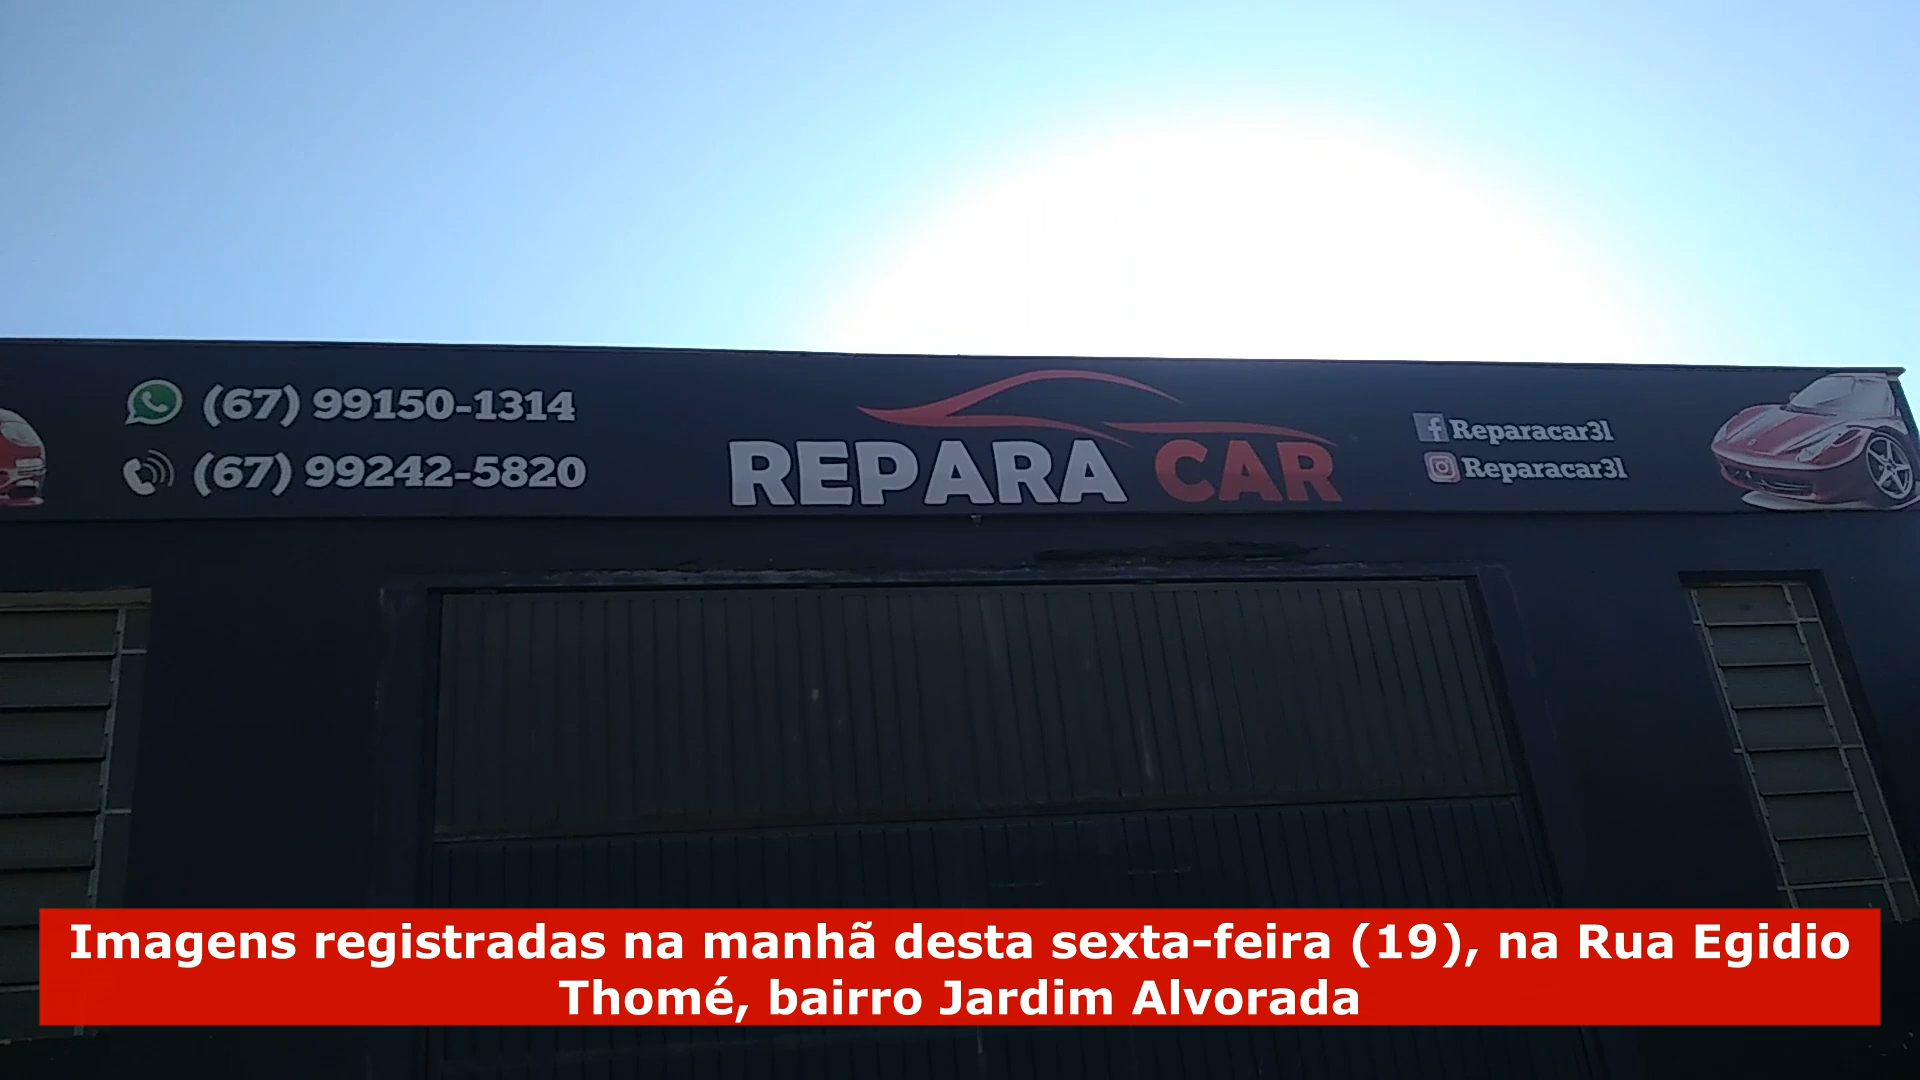 (67) 99150-1314
(67) 99242-5820
REPARA CAR
Reparacar3l
Reparacar3l
Imagens registradas na manhã desta sexta-feira (19), na Rua Egidio
Thomé, bairro Jardim Alvorada